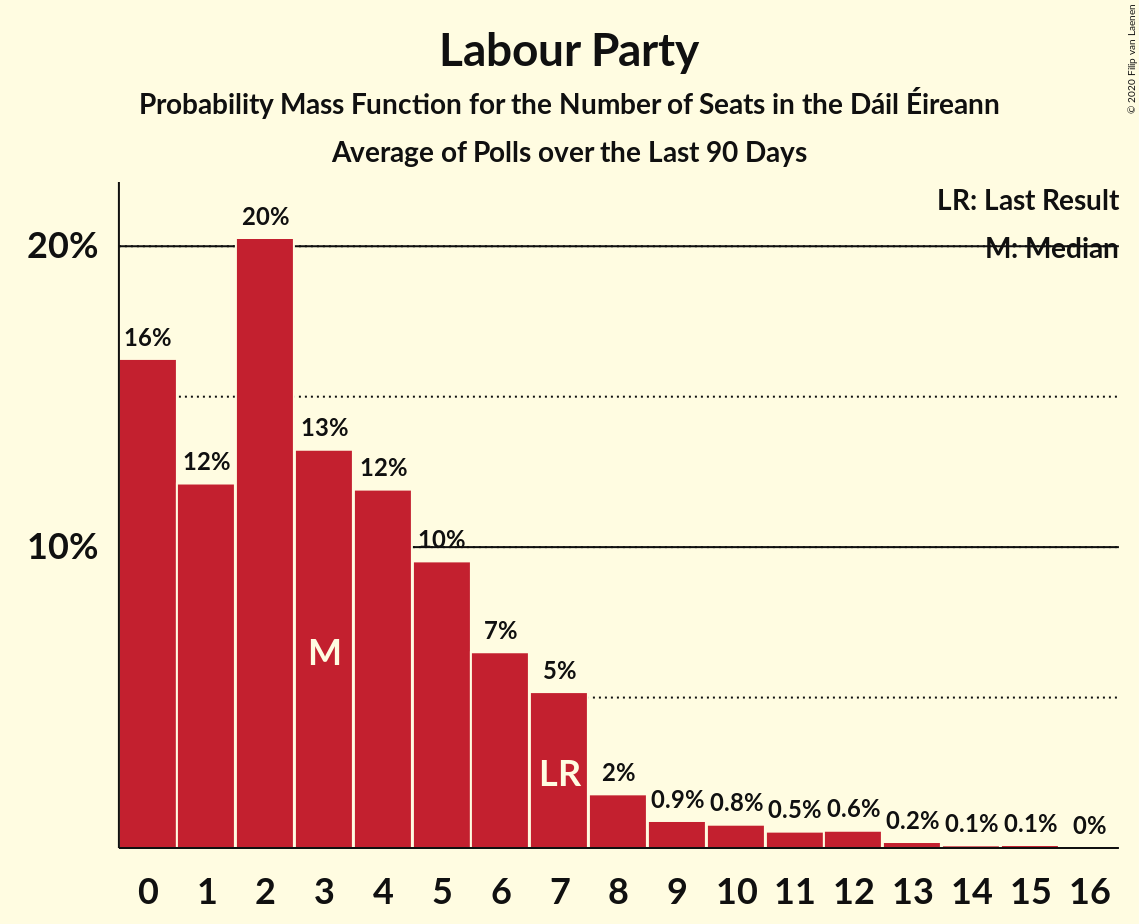 Labour Party
Probability Mass Function for the Number of Seats in the Dáil Éireann
Average of Polls over the Last 90 Days
© 2020 Filip van Laenen
LR: Last Result
M: Median
20%
10%
16%
12%
20%
13%
12%
10%
7%
5%
2%
0.9%
0.8%
0.5%
0.6%
0.2%
0.1%
0.1%
0%
M
LR
0 1 2 3 4 5 6 7 8 9 10 11 12 13 14 15 16